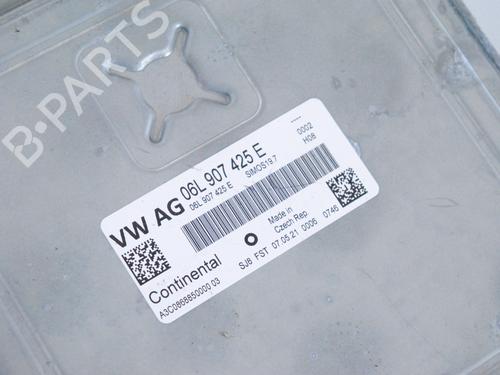 B-PARTS
VW AG 06L 907 425 E
06L 907 425 E SIMOS19.7
0002
H08
Made in
Czech Rep.
Continental
SJ8 FST 07.05.21 0006 0746
A3C0868850000 03